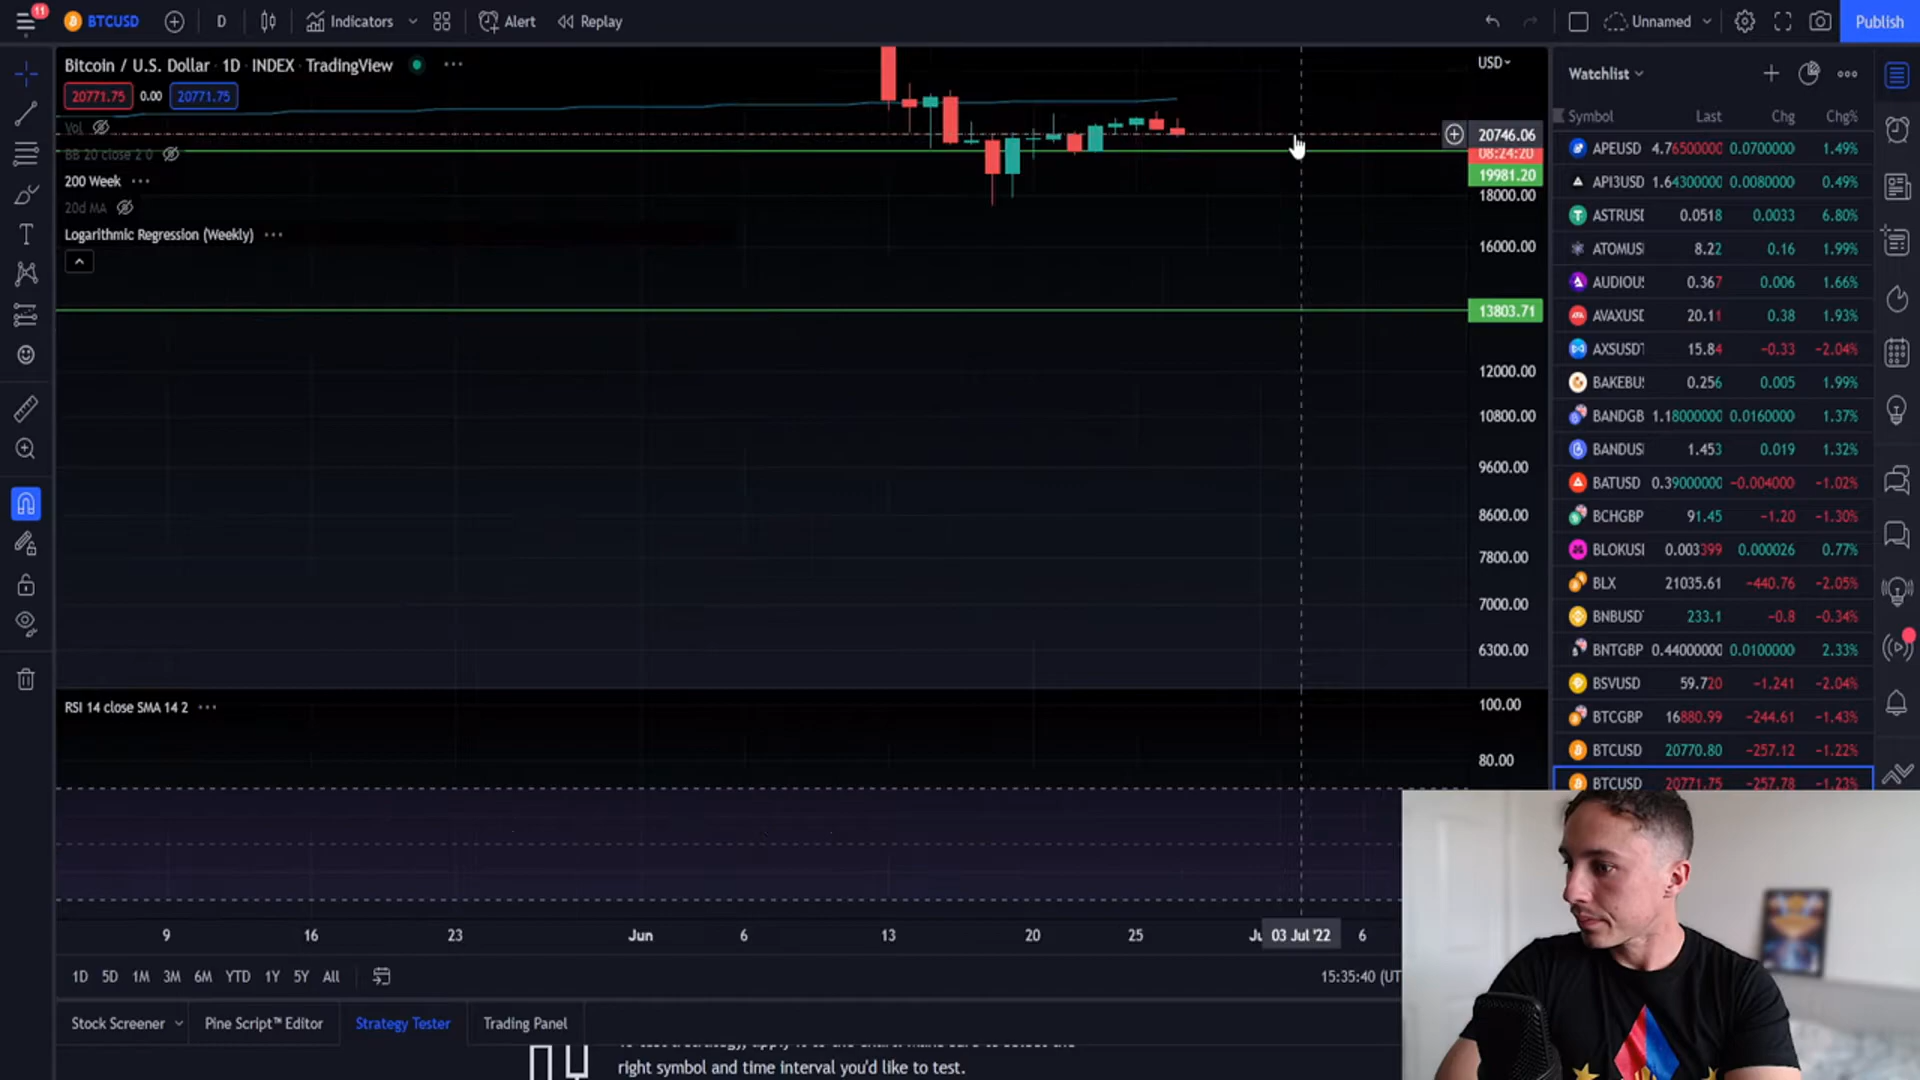 11
BTCUSD
D
Indicators
Alert
Replay
Unnamed
Publish
Bitcoin / U.S. Dollar · 1D · INDEX · TradingView
20771.75
0.00
20771.75
Vol
BB 20 close 2 0
200 Week
20d MA
Logarithmic Regression (Weekly)
USD
20746.06
08:24:20
19981.20
18000.00
16000.00
13803.71
12000.00
10800.00
9600.00
8600.00
7800.00
7000.00
6300.00
RSI 14 close SMA 14 2
100.00
80.00
9
16
23
Jun
6
13
20
25
03 Jul '22
6
1D
5D
1M
3M
6M
YTD
1Y
5Y
All
15:35:40 (UT
Stock Screener
Pine Script™ Editor
Strategy Tester
Trading Panel
right symbol and time interval you'd like to test.
Watchlist
Symbol Last Chg Chg%
APEUSD 4.76500000 0.0700000 1.49%
API3USD 1.64300000 0.0080000 0.49%
ASTRUSI 0.0518 0.0033 6.80%
ATOMUS 8.22 0.16 1.99%
AUDIOU 0.367 0.006 1.66%
AVAXUSD 20.11 0.38 1.93%
AXSUSDT 15.84 -0.33 -2.04%
BAKEBU 0.256 0.005 1.99%
BANDGB 1.18000000 0.0160000 1.37%
BANDUS 1.453 0.019 1.32%
BATUSD 0.39000000 -0.004000 -1.02%
BCHGBP 91.45 -1.20 -1.30%
BLOKUS 0.003399 0.000026 0.77%
BLX 21035.61 -440.76 -2.05%
BNBUSD 233.1 -0.8 -0.34%
BNTGBP 0.44000000 0.0100000 2.33%
BSVUSD 59.720 -1.241 -2.04%
BTCGBP 16880.99 -244.61 -1.43%
BTCUSD 20770.80 -257.12 -1.22%
BTCUSD 20771.75 -257.78 -1.23%